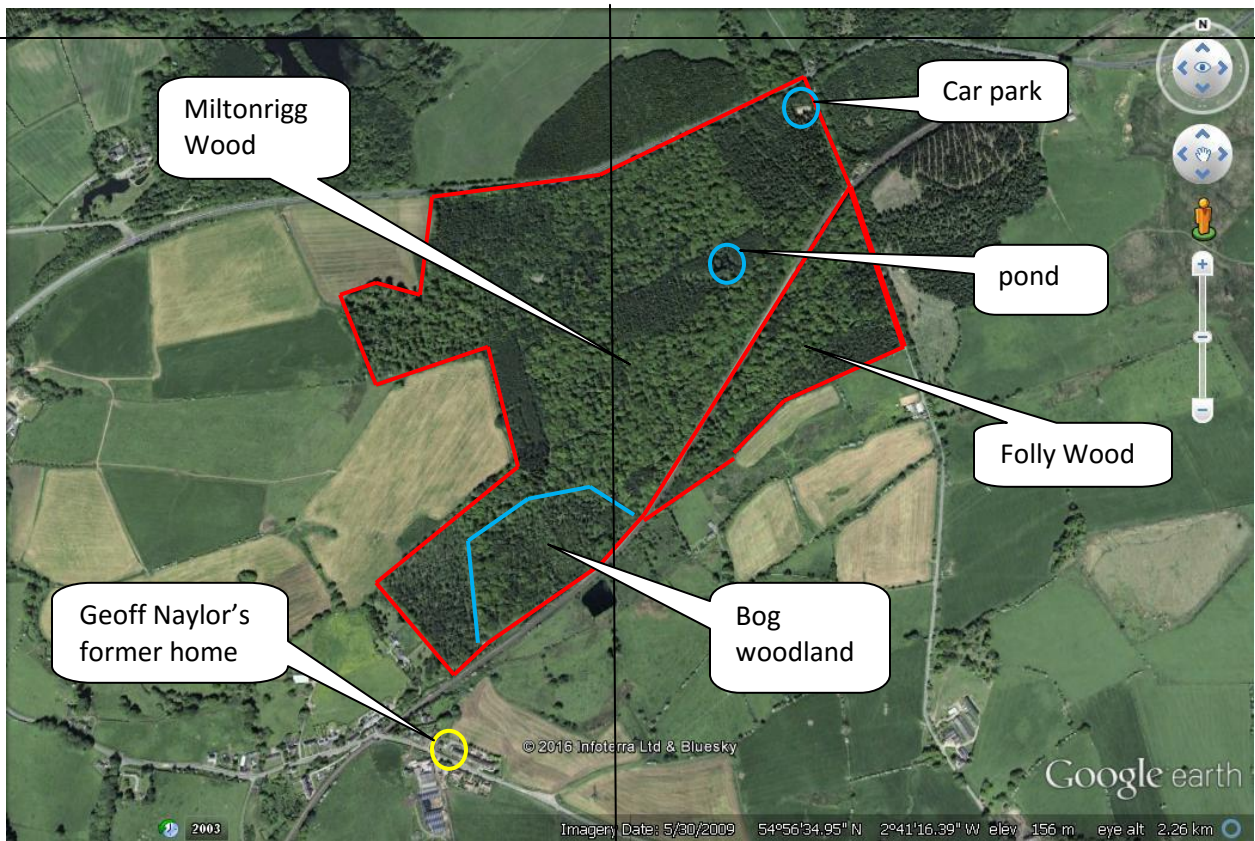 N
Miltonrigg
Wood
Car park
pond
Folly Wood
Geoff Naylor’s
former home
Bog
woodland
© 2016 Infoterra Ltd & Bluesky
Google earth
2003
Imagery Date: 5/30/2009 54°56'34.95" N 2°41'16.39" W elev 156 m eye alt 2.26 km